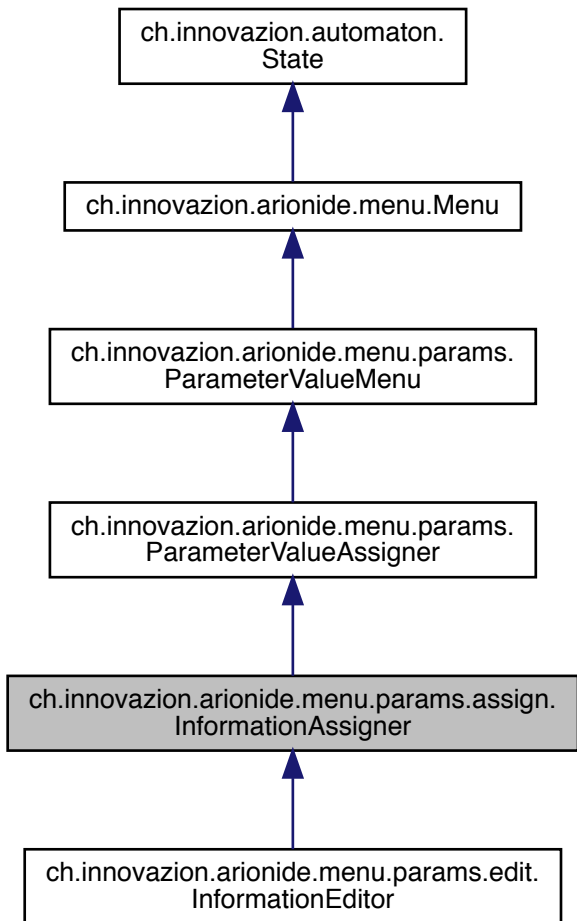 ch.innovazion.automaton.
State
ch.innovazion.arionide.menu.Menu
ch.innovazion.arionide.menu.params.
ParameterValueMenu
ch.innovazion.arionide.menu.params.
ParameterValueAssigner
ch.innovazion.arionide.menu.params.assign.
InformationAssigner
ch.innovazion.arionide.menu.params.edit.
InformationEditor